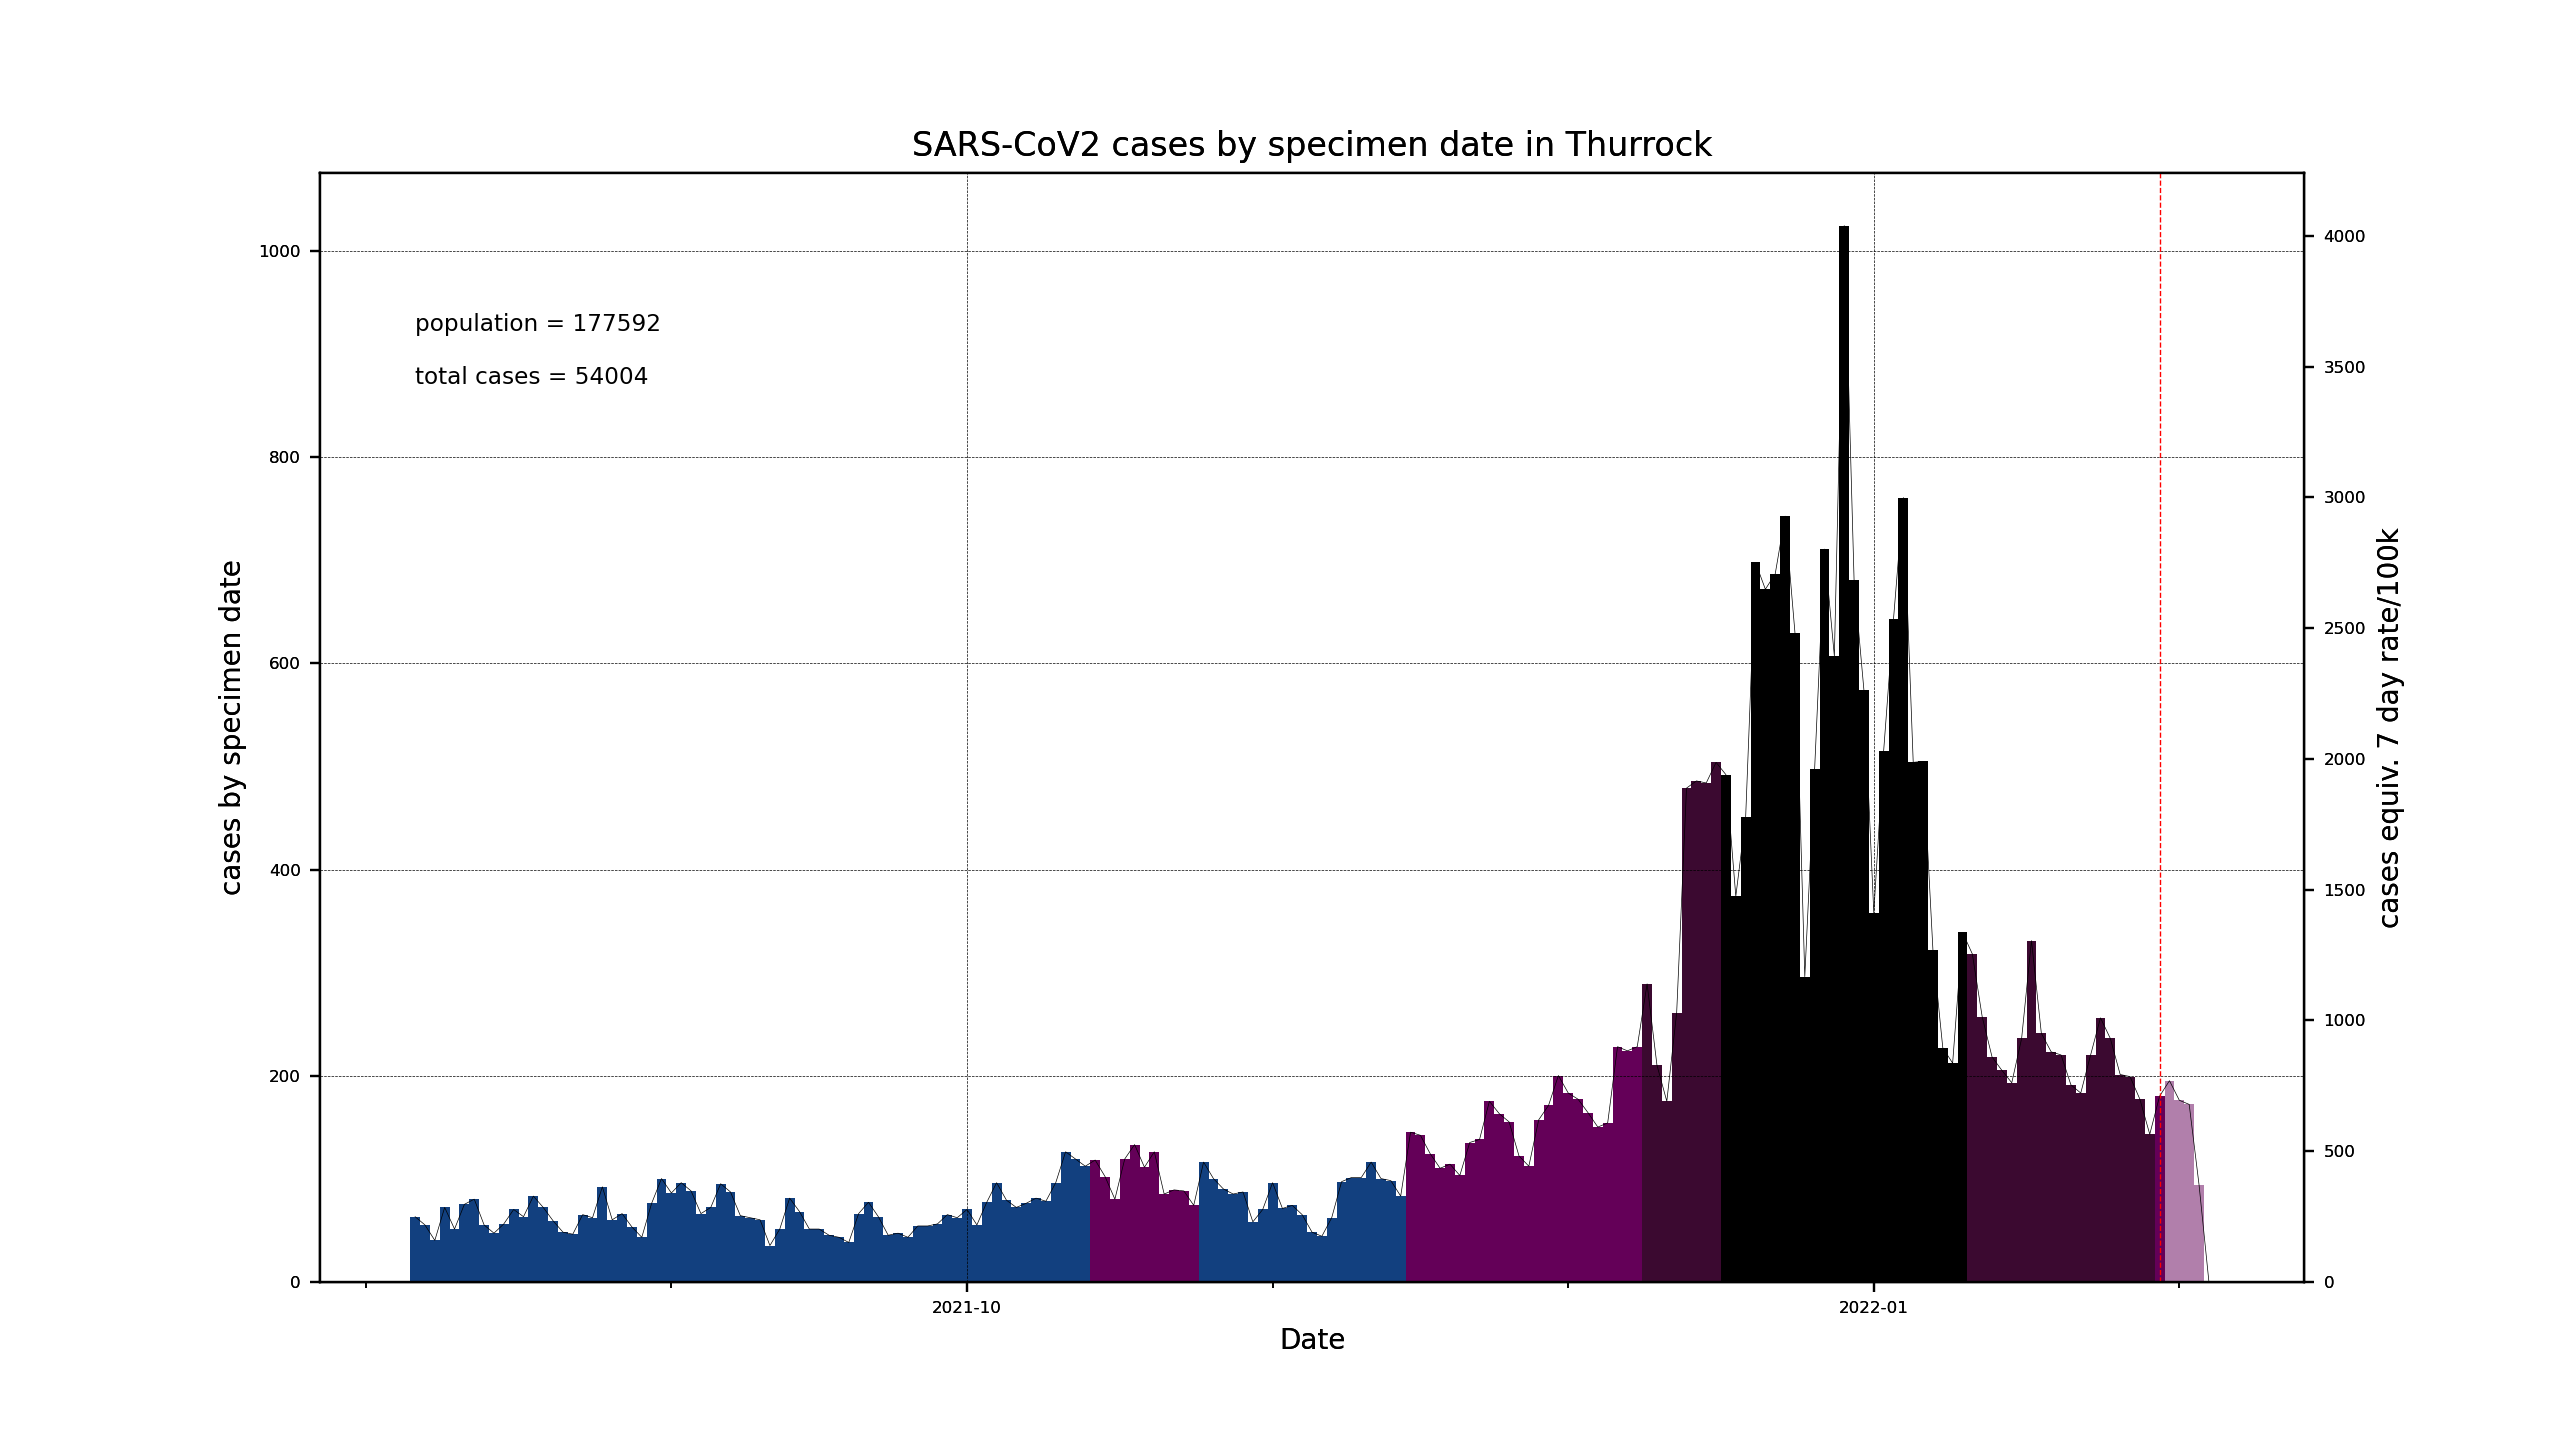 SARS-CoV2 cases by specimen date in Thurrock
population = 177592
total cases = 54004
cases by specimen date
1000
800
600
400
200
0
4000
3500
3000
2500
2000
1500
1000
500
0
cases equiv. 7 day rate/100k
2021-10
2022-01
Date